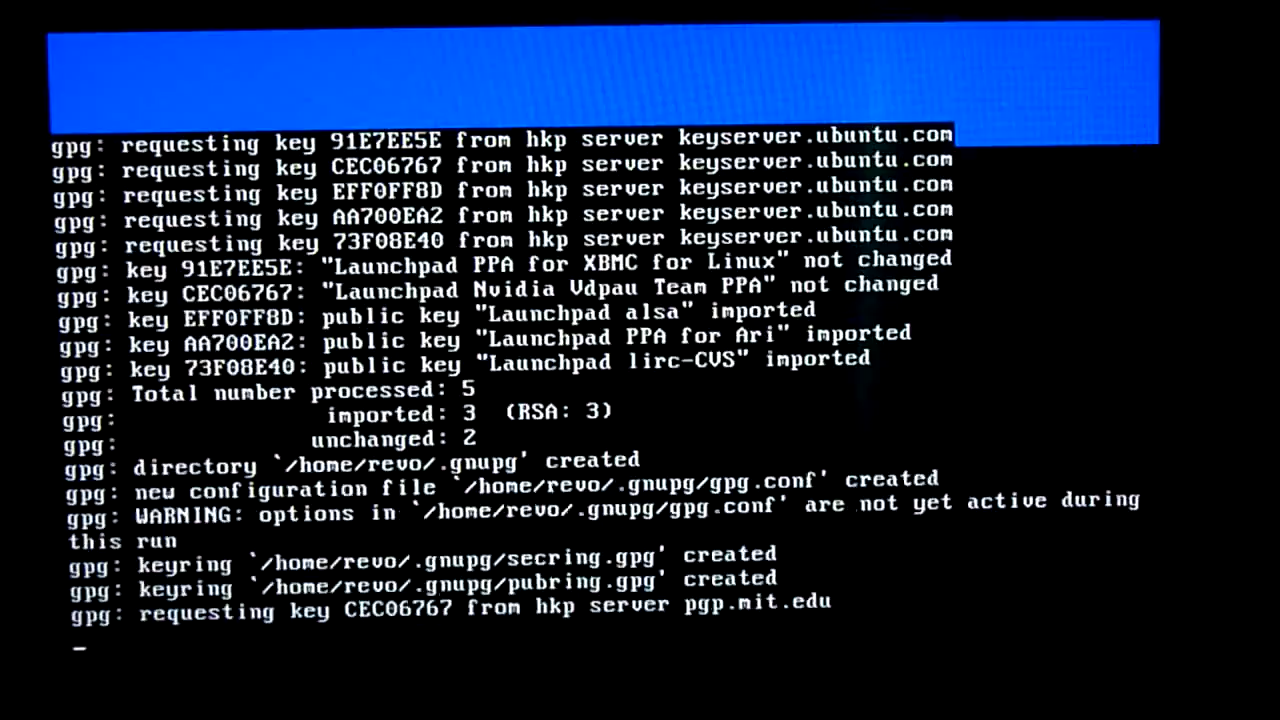 gpg: requesting key 91E7EE5E from hkp server keyserver.ubuntu.com
gpg: requesting key CEC06767 from hkp server keyserver.ubuntu.com
gpg: requesting key EFF0FF8D from hkp server keyserver.ubuntu.com
gpg: requesting key AA700EA2 from hkp server keyserver.ubuntu.com
gpg: requesting key 73F08E40 from hkp server keyserver.ubuntu.com
gpg: key 91E7EE5E: "Launchpad PPA for XBMC for Linux" not changed
gpg: key CEC06767: "Launchpad Nvidia Vdpau Team PPA" not changed
gpg: key EFF0FF8D: public key "Launchpad alsa" imported
gpg: key AA700EA2: public key "Launchpad PPA for Ari" imported
gpg: key 73F08E40: public key "Launchpad lirc-CVS" imported
gpg: Total number processed: 5
gpg:               imported: 3  (RSA: 3)
gpg:              unchanged: 2
gpg: directory `/home/revo/.gnupg' created
gpg: new configuration file `/home/revo/.gnupg/gpg.conf' created
gpg: WARNING: options in `/home/revo/.gnupg/gpg.conf' are not yet active during
this run
gpg: keyring `/home/revo/.gnupg/secring.gpg' created
gpg: keyring `/home/revo/.gnupg/pubring.gpg' created
gpg: requesting key CEC06767 from hkp server pgp.mit.edu
_